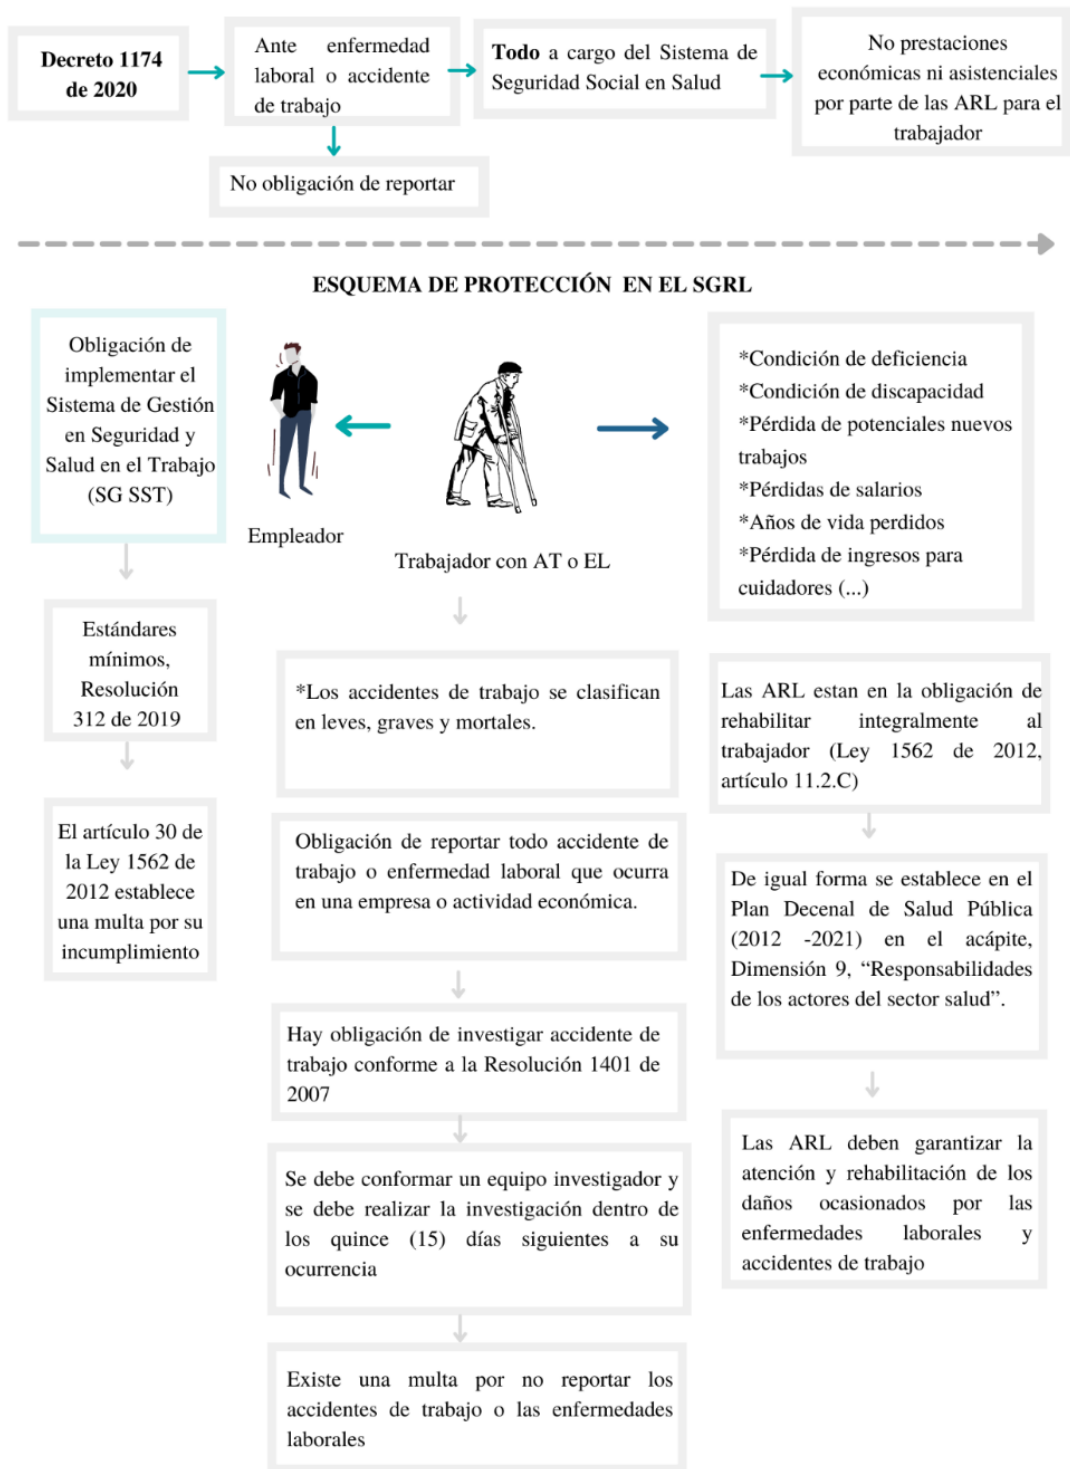 Decreto 1174
de 2020
Ante enfermedad
laboral o accidente
de trabajo
Todo a cargo del Sistema de
Seguridad Social en Salud
No prestaciones
económicas ni asistenciales
por parte de las ARL para el
trabajador
No obligación de reportar
ESQUEMA DE PROTECCIÓN EN EL SGRL
Obligación de
implementar el
Sistema de Gestión
en Seguridad y
Salud en el Trabajo
(SG SST)
Empleador
Trabajador con AT o EL
*Condición de deficiencia
*Condición de discapacidad
*Pérdida de potenciales nuevos
trabajos
*Pérdidas de salarios
*Años de vida perdidos
*Pérdida de ingresos para
cuidadores (...)
Estándares
mínimos,
Resolución
312 de 2019
El artículo 30 de
la Ley 1562 de
2012 establece
una multa por su
incumplimiento
*Los accidentes de trabajo se clasifican
en leves, graves y mortales.
Obligación de reportar todo accidente de
trabajo o enfermedad laboral que ocurra
en una empresa o actividad económica.
Hay obligación de investigar accidente de
trabajo conforme a la Resolución 1401 de
2007
Se debe conformar un equipo investigador y
se debe realizar la investigación dentro de
los quince (15) días siguientes a su
ocurrencia
Existe una multa por no reportar los
accidentes de trabajo o las enfermedades
laborales
Las ARL estan en la obligación de
rehabilitar integralmente al
trabajador (Ley 1562 de 2012,
artículo 11.2.C)
De igual forma se establece en el
Plan Decenal de Salud Pública
(2012 -2021) en el acápite,
Dimensión 9, “Responsabilidades
de los actores del sector salud”.
Las ARL deben garantizar la
atención y rehabilitación de los
daños ocasionados por las
enfermedades laborales y
accidentes de trabajo